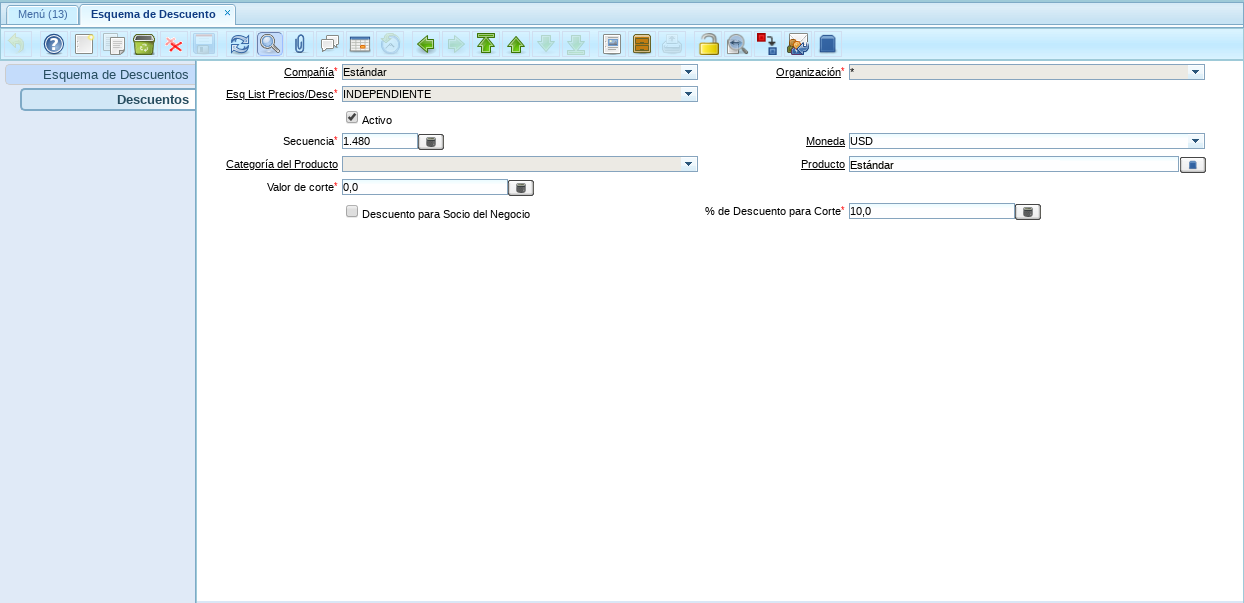 Menú (13)
Esquema de Descuento ×
Esquema de Descuentos
Descuentos
Compañía* Estándar Organización* *
Esq List Precios/Desc* INDEPENDIENTE
Activo
Secuencia* 1.480 Moneda USD
Categoría del Producto Producto Estándar
Valor de corte* 0,0
Descuento para Socio del Negocio % de Descuento para Corte* 10,0